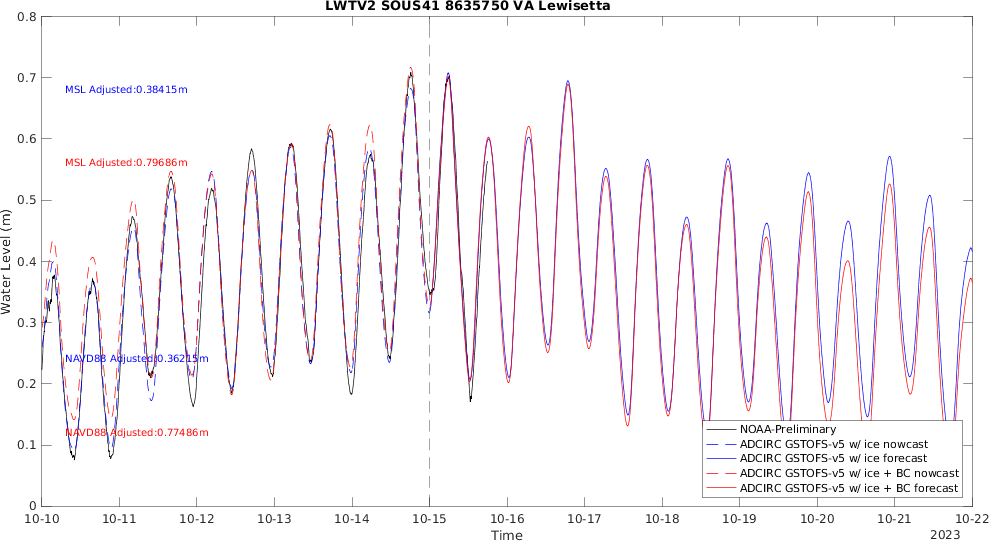 LWTV2 SOUS41 8635750 VA Lewisetta
Water Level (m)
0.8
0.7
0.6
0.5
0.4
0.3
0.2
0.1
0
MSL Adjusted:0.38415m
MSL Adjusted:0.79686m
NAVD88 Adjusted:0.36215m
NAVD88 Adjusted:0.77486m
NOAA-Preliminary
ADCIRC GSTOFS-v5 w/ ice nowcast
ADCIRC GSTOFS-v5 w/ ice forecast
ADCIRC GSTOFS-v5 w/ ice + BC nowcast
ADCIRC GSTOFS-v5 w/ ice + BC forecast
10-10 10-11 10-12 10-13 10-14 10-15 10-16 10-17 10-18 10-19 10-20 10-21 10-22
Time
2023